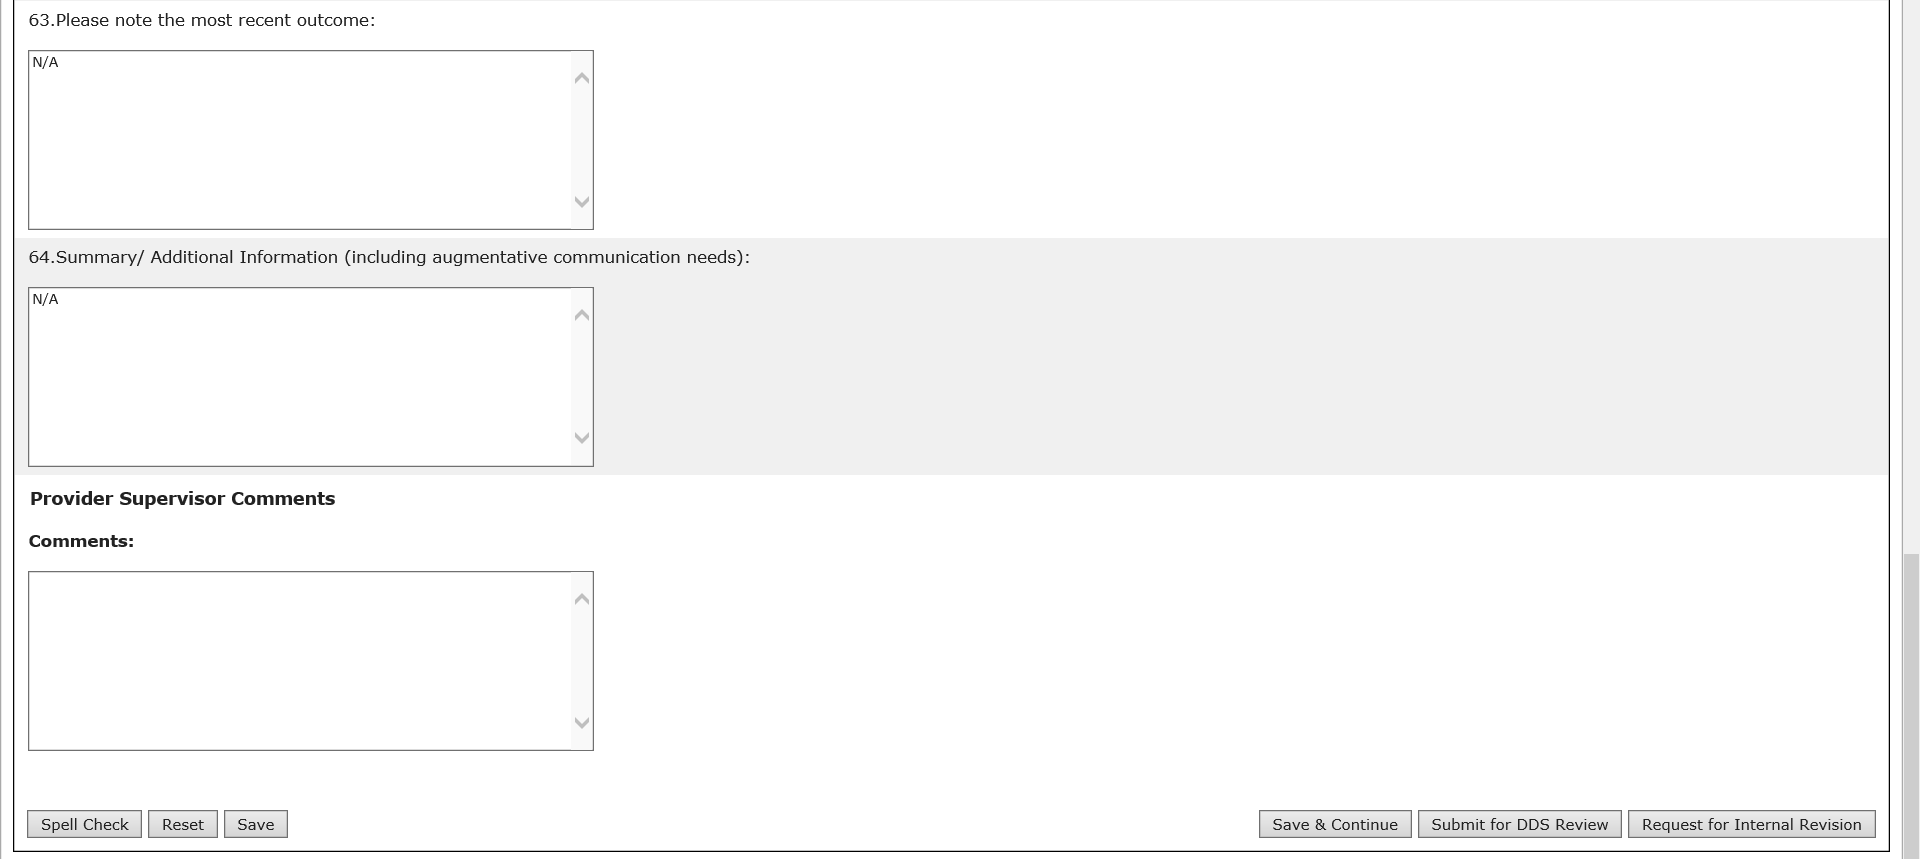 63.Please note the most recent outcome:
N/A
64.Summary/ Additional Information (including augmentative communication needs):
N/A
Provider Supervisor Comments
Comments:
Spell Check Reset Save Save & Continue Submit for DDS Review Request for Internal Revision